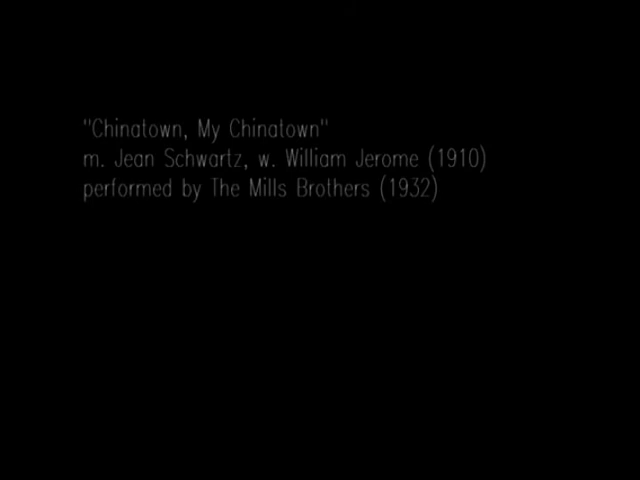 "Chinatown, My Chinatown"
m. Jean Schwartz, w. William Jerome (1910)
performed by The Mills Brothers (1932)